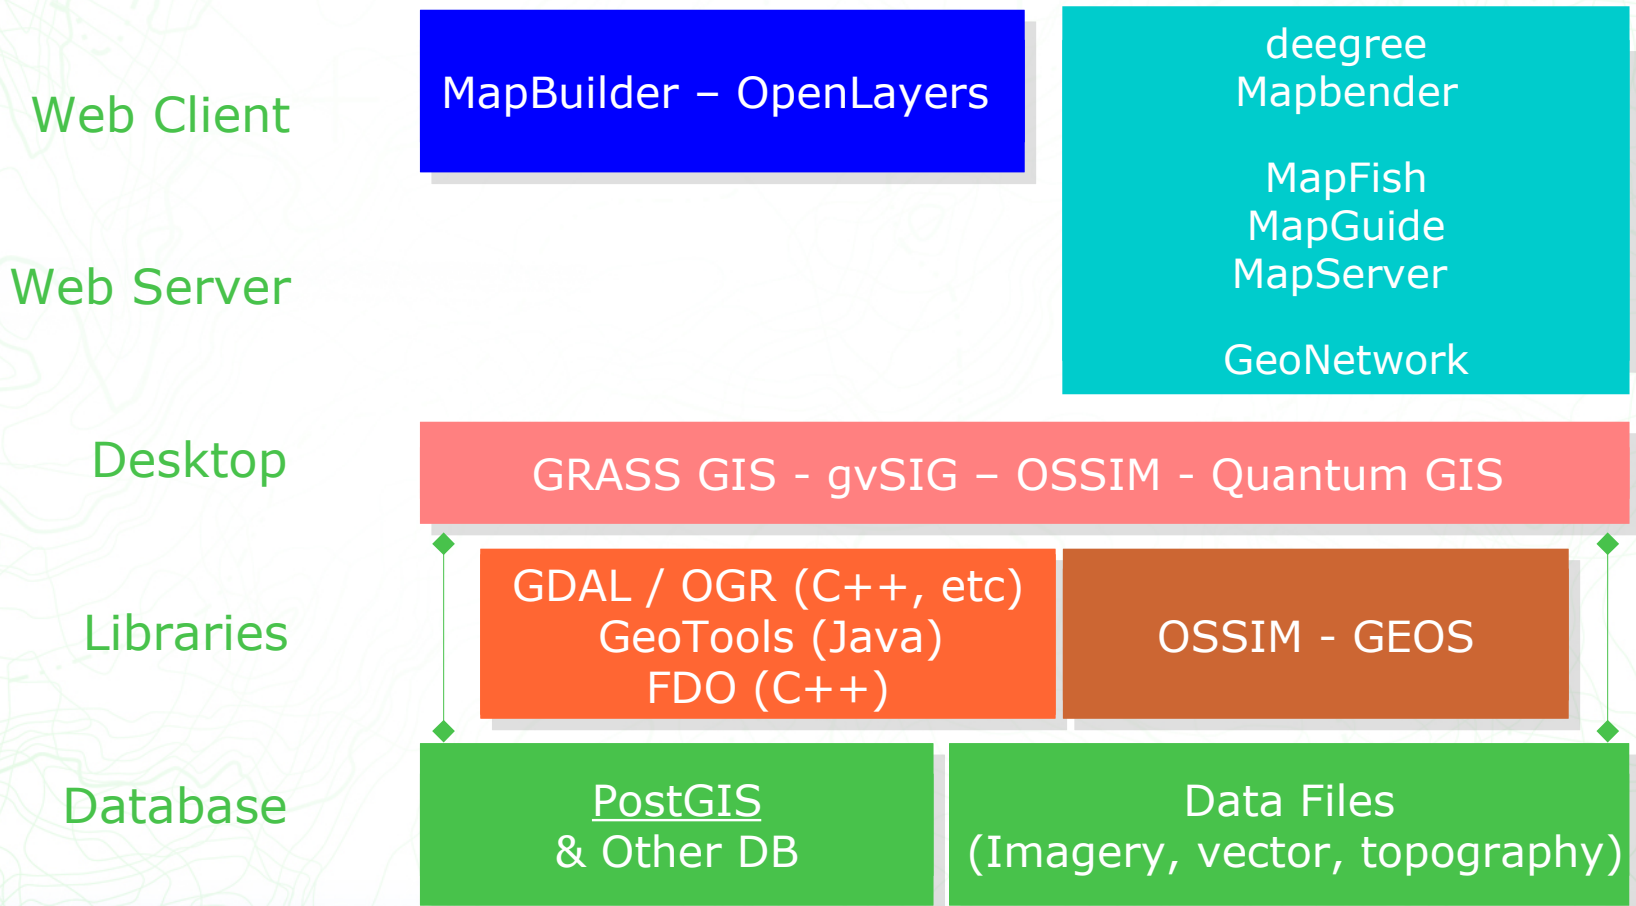 Web Client
MapBuilder – OpenLayers
deegree
Mapbender
MapFish
MapGuide
MapServer
GeoNetwork
Web Server
Desktop
GRASS GIS - gvSIG – OSSIM - Quantum GIS
Libraries
GDAL / OGR (C++, etc)
GeoTools (Java)
FDO (C++)
OSSIM - GEOS
Database
PostGIS
& Other DB
Data Files
(Imagery, vector, topography)